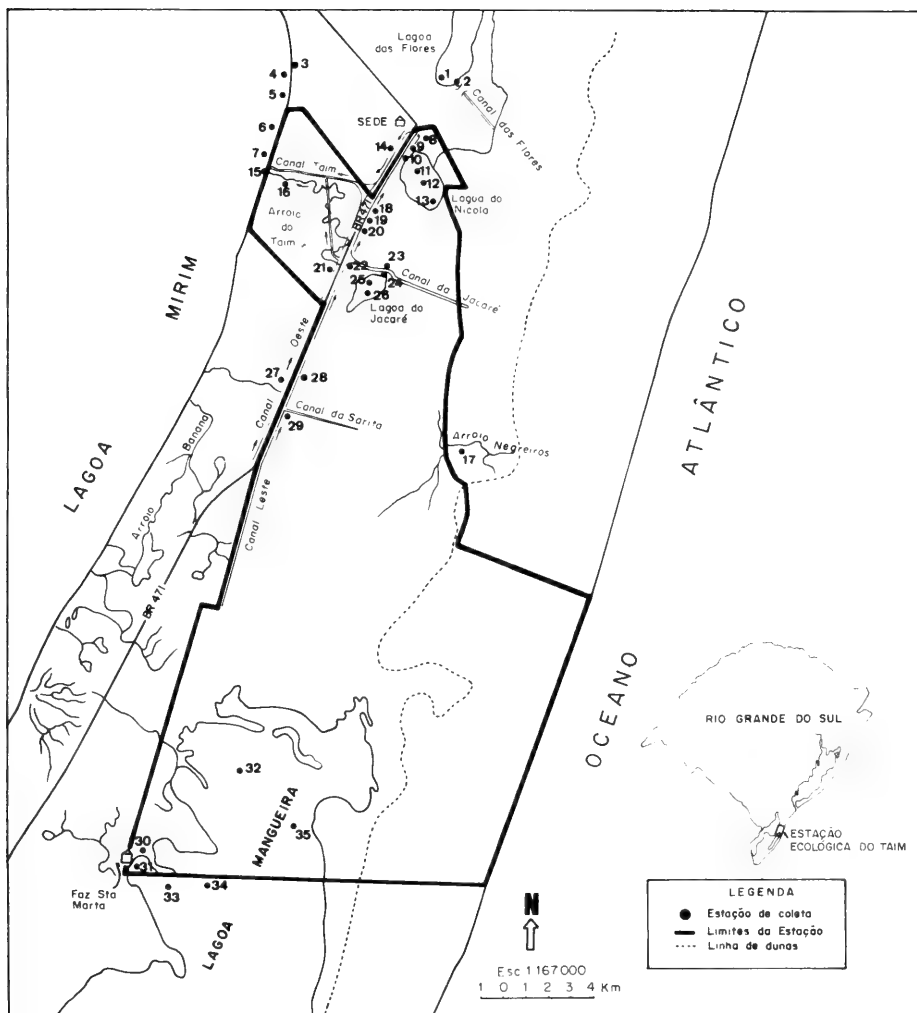 Lagoa
das Flores
1
2
3
4
5
6
7
Canal das Flores
SEDE
8
9
10
11
12
13
14
15
16
Canal Taim
Lagoa do
Nicola
Arroio
do
Taim
BR 471
18
19
20
21
22
23
24
25
26
Canal do Jacaré
Lagoa do
Jacaré
MIRIM
LAGOA
ATLÂNTICO
OCEANO
Canal Oeste
27
28
29
Canal da Sarita
Arroio Negreiros
17
Arroio Banana
Canal Leste
BR 471
RIO GRANDE DO SUL
ESTAÇÃO
ECOLÓGICA DO TAIM
32
35
MANGUEIRA
LAGOA
30
31
33
34
Faz Sta
Marta
N
Esc 1 167000
1 0 1 2 3 4 Km
LEGENDA
Estação de coleta
Limites da Estação
Linha de dunas